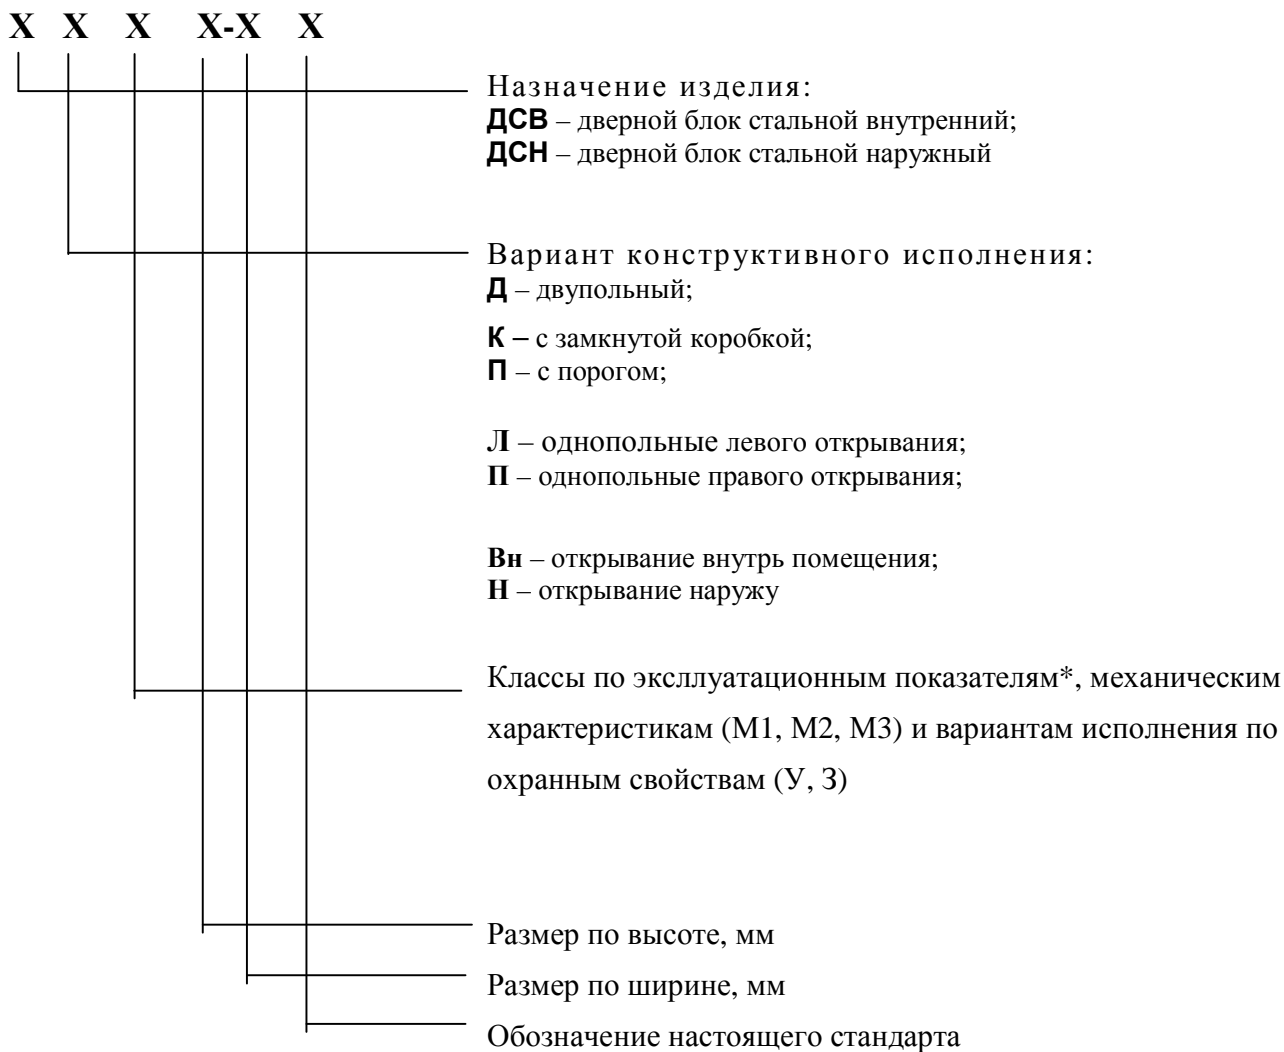 X X X X-X X
Назначение изделия:
ДСВ – дверной блок стальной внутренний;
ДСН – дверной блок стальной наружный
Вариант конструктивного исполнения:
Д – двупольный;
К – с замкнутой коробкой;
П – с порогом;
Л – однопольные левого открывания;
П – однопольные правого открывания;
Вн – открывание внутрь помещения;
Н – открывание наружу
Классы по эксллуатационным показателям*, механическим
характеристикам (М1, М2, М3) и вариантам исполнения по
охранным свойствам (У, З)
Размер по высоте, мм
Размер по ширине, мм
Обозначение настоящего стандарта